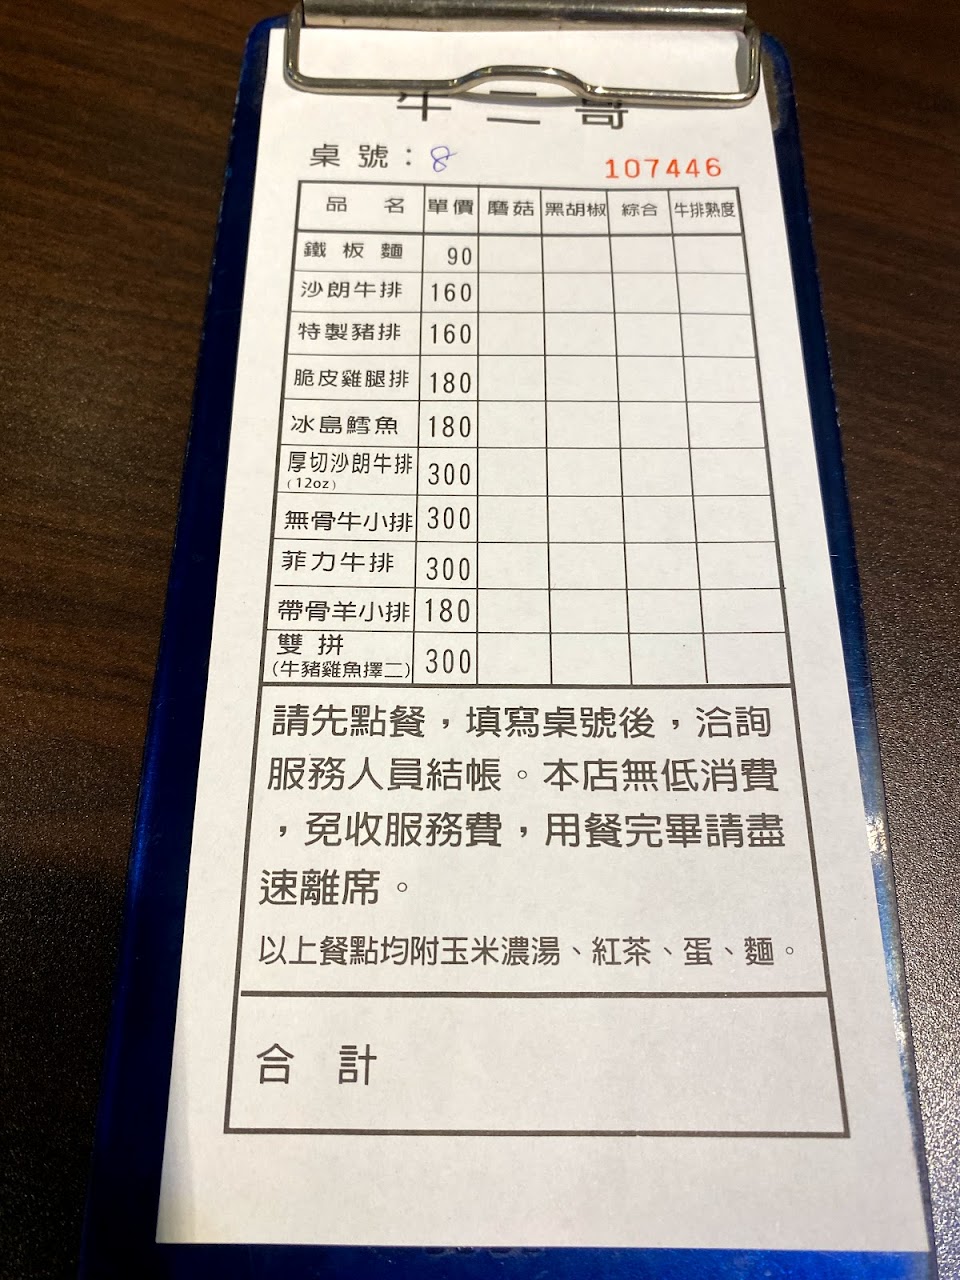 牛二哥
桌號：8 107446
品名 單價 蘑菇 黑胡椒 綜合 牛排熟度
鐵板麵 90
沙朗牛排 160
特製豬排 160
脆皮雞腿排 180
冰島鱈魚 180
厚切沙朗牛排 300
(12oz)
無骨牛小排 300
菲力牛排 300
帶骨羊小排 180
雙拼 300
(牛豬雞魚擇二)
請先點餐，填寫桌號後，洽詢
服務人員結帳。本店無低消費
，免收服務費，用餐完畢請盡
速離席。
以上餐點均附玉米濃湯、紅茶、蛋、麵。
合計